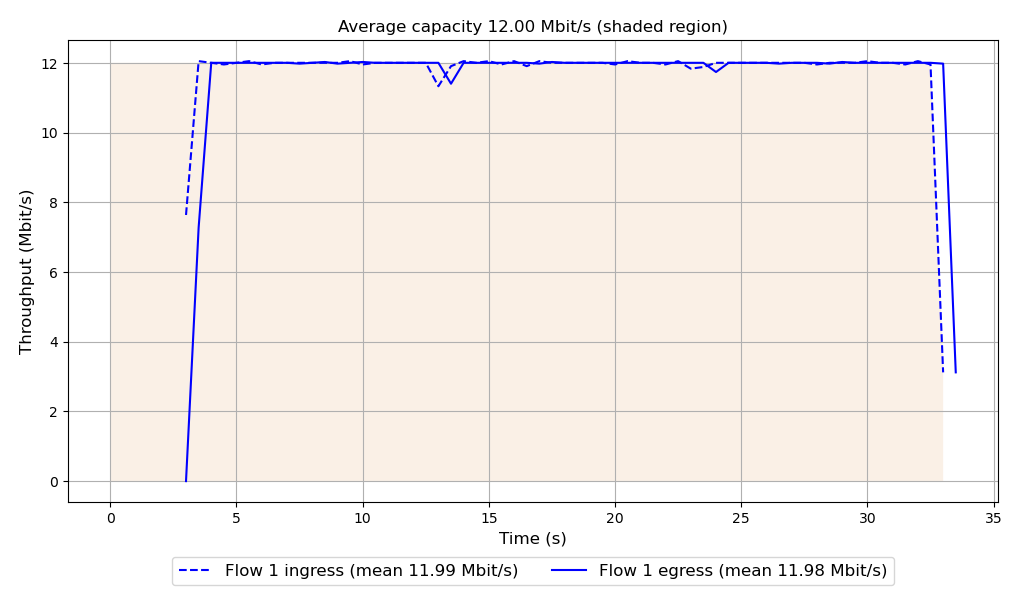 Average capacity 12.00 Mbit/s (shaded region)
12
10
8
6
4
2
0
Throughput (Mbit/s)
0 5 10 15 20 25 30 35
Time (s)
Flow 1 ingress (mean 11.99 Mbit/s) Flow 1 egress (mean 11.98 Mbit/s)